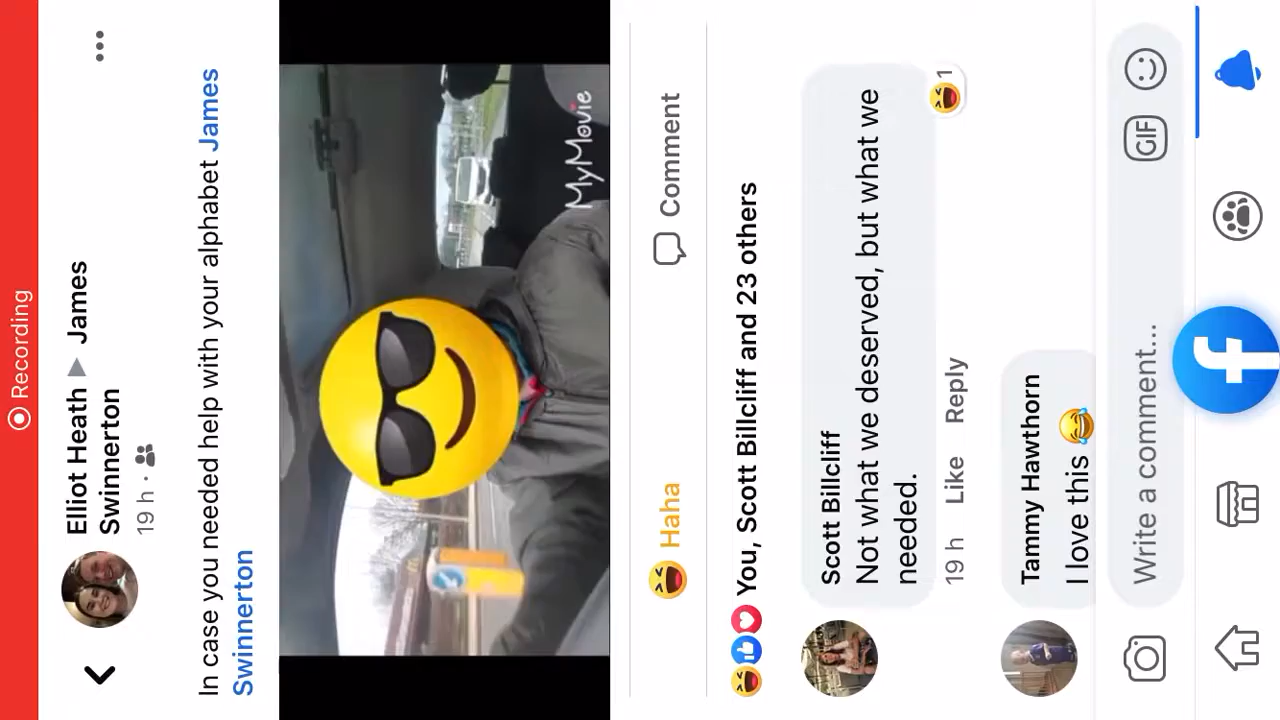 Recording
Elliot Heath ▶ James
Swinnerton
19 h ·
In case you needed help with your alphabet James
Swinnerton
MyMovie
Haha
Comment
You, Scott Billcliff and 23 others
Scott Billcliff
Not what we deserved, but what we
needed.
19 h Like Reply
1
Tammy Hawthorn
I love this 😂
Write a comment...
GIF
f